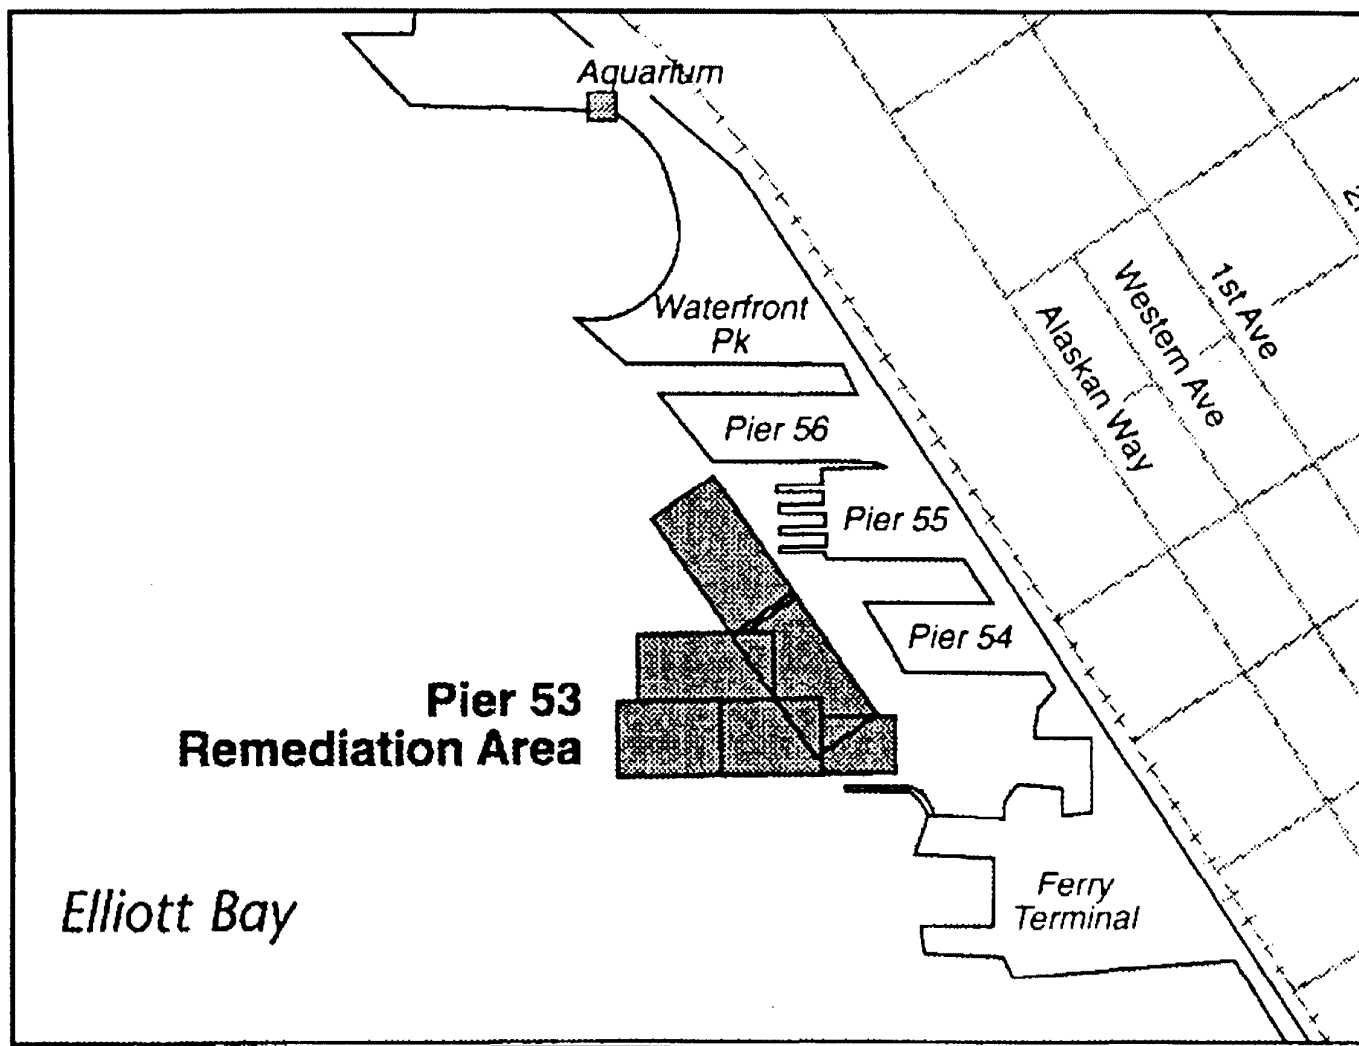 Aquarium
Waterfront
Pk
Pier 56
Pier 55
Pier 54
Pier 53
Remediation Area
Elliott Bay
Ferry
Terminal
Alaskan Way
Western Ave
1st Ave